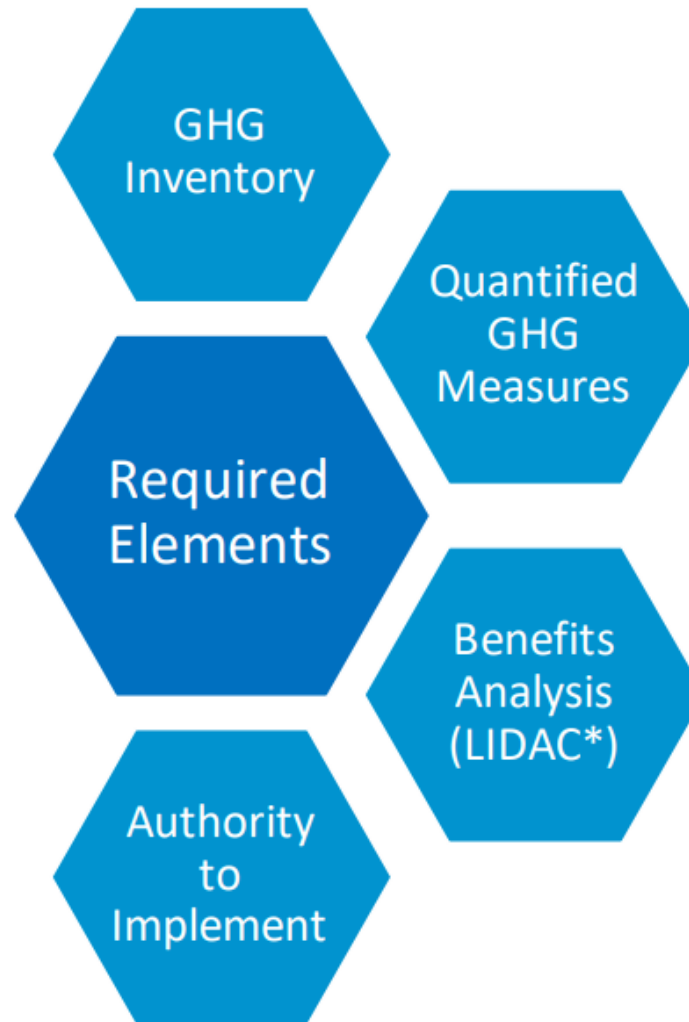 GHG
Inventory
Quantified
GHG
Measures
Required
Elements
Benefits
Analysis
(LIDAC*)
Authority
to
Implement